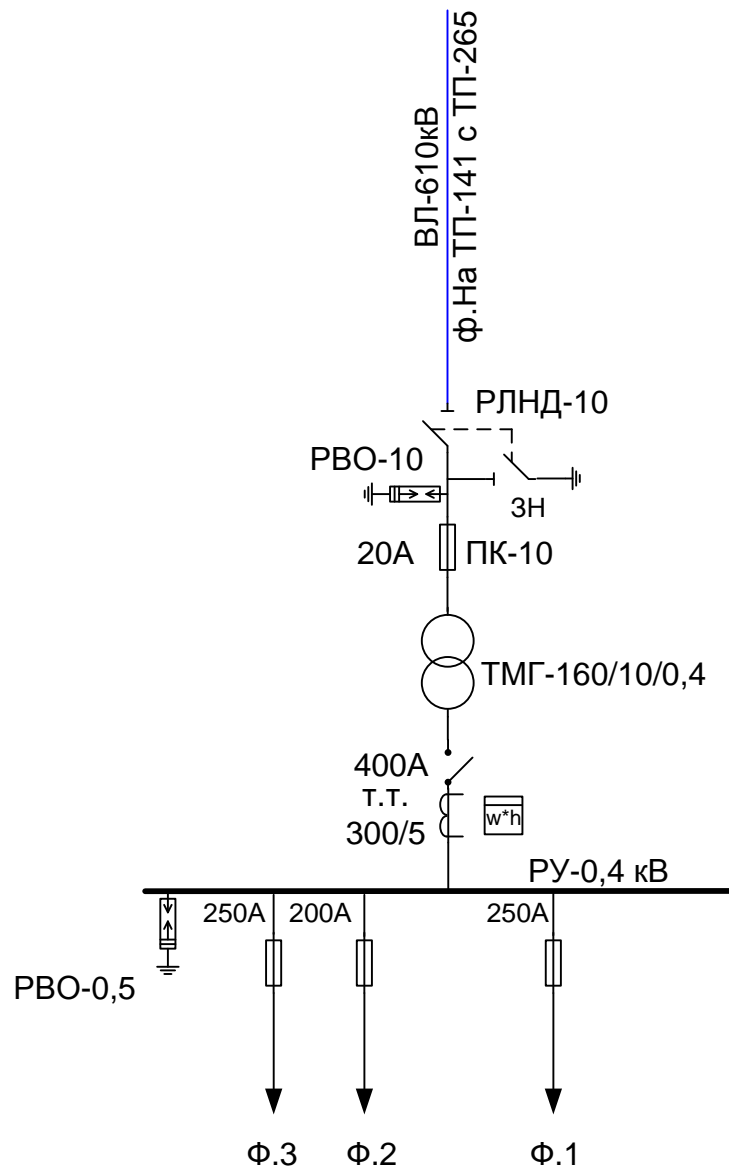 ВЛ-610кВ
ф.На ТП-141 с ТП-265
РЛНД-10
РВО-10
ЗН
20А
ПК-10
ТМГ-160/10/0,4
400А
т.т.
300/5
w*h
РУ-0,4 кВ
250А
200А
250А
РВО-0,5
Ф.3
Ф.2
Ф.1